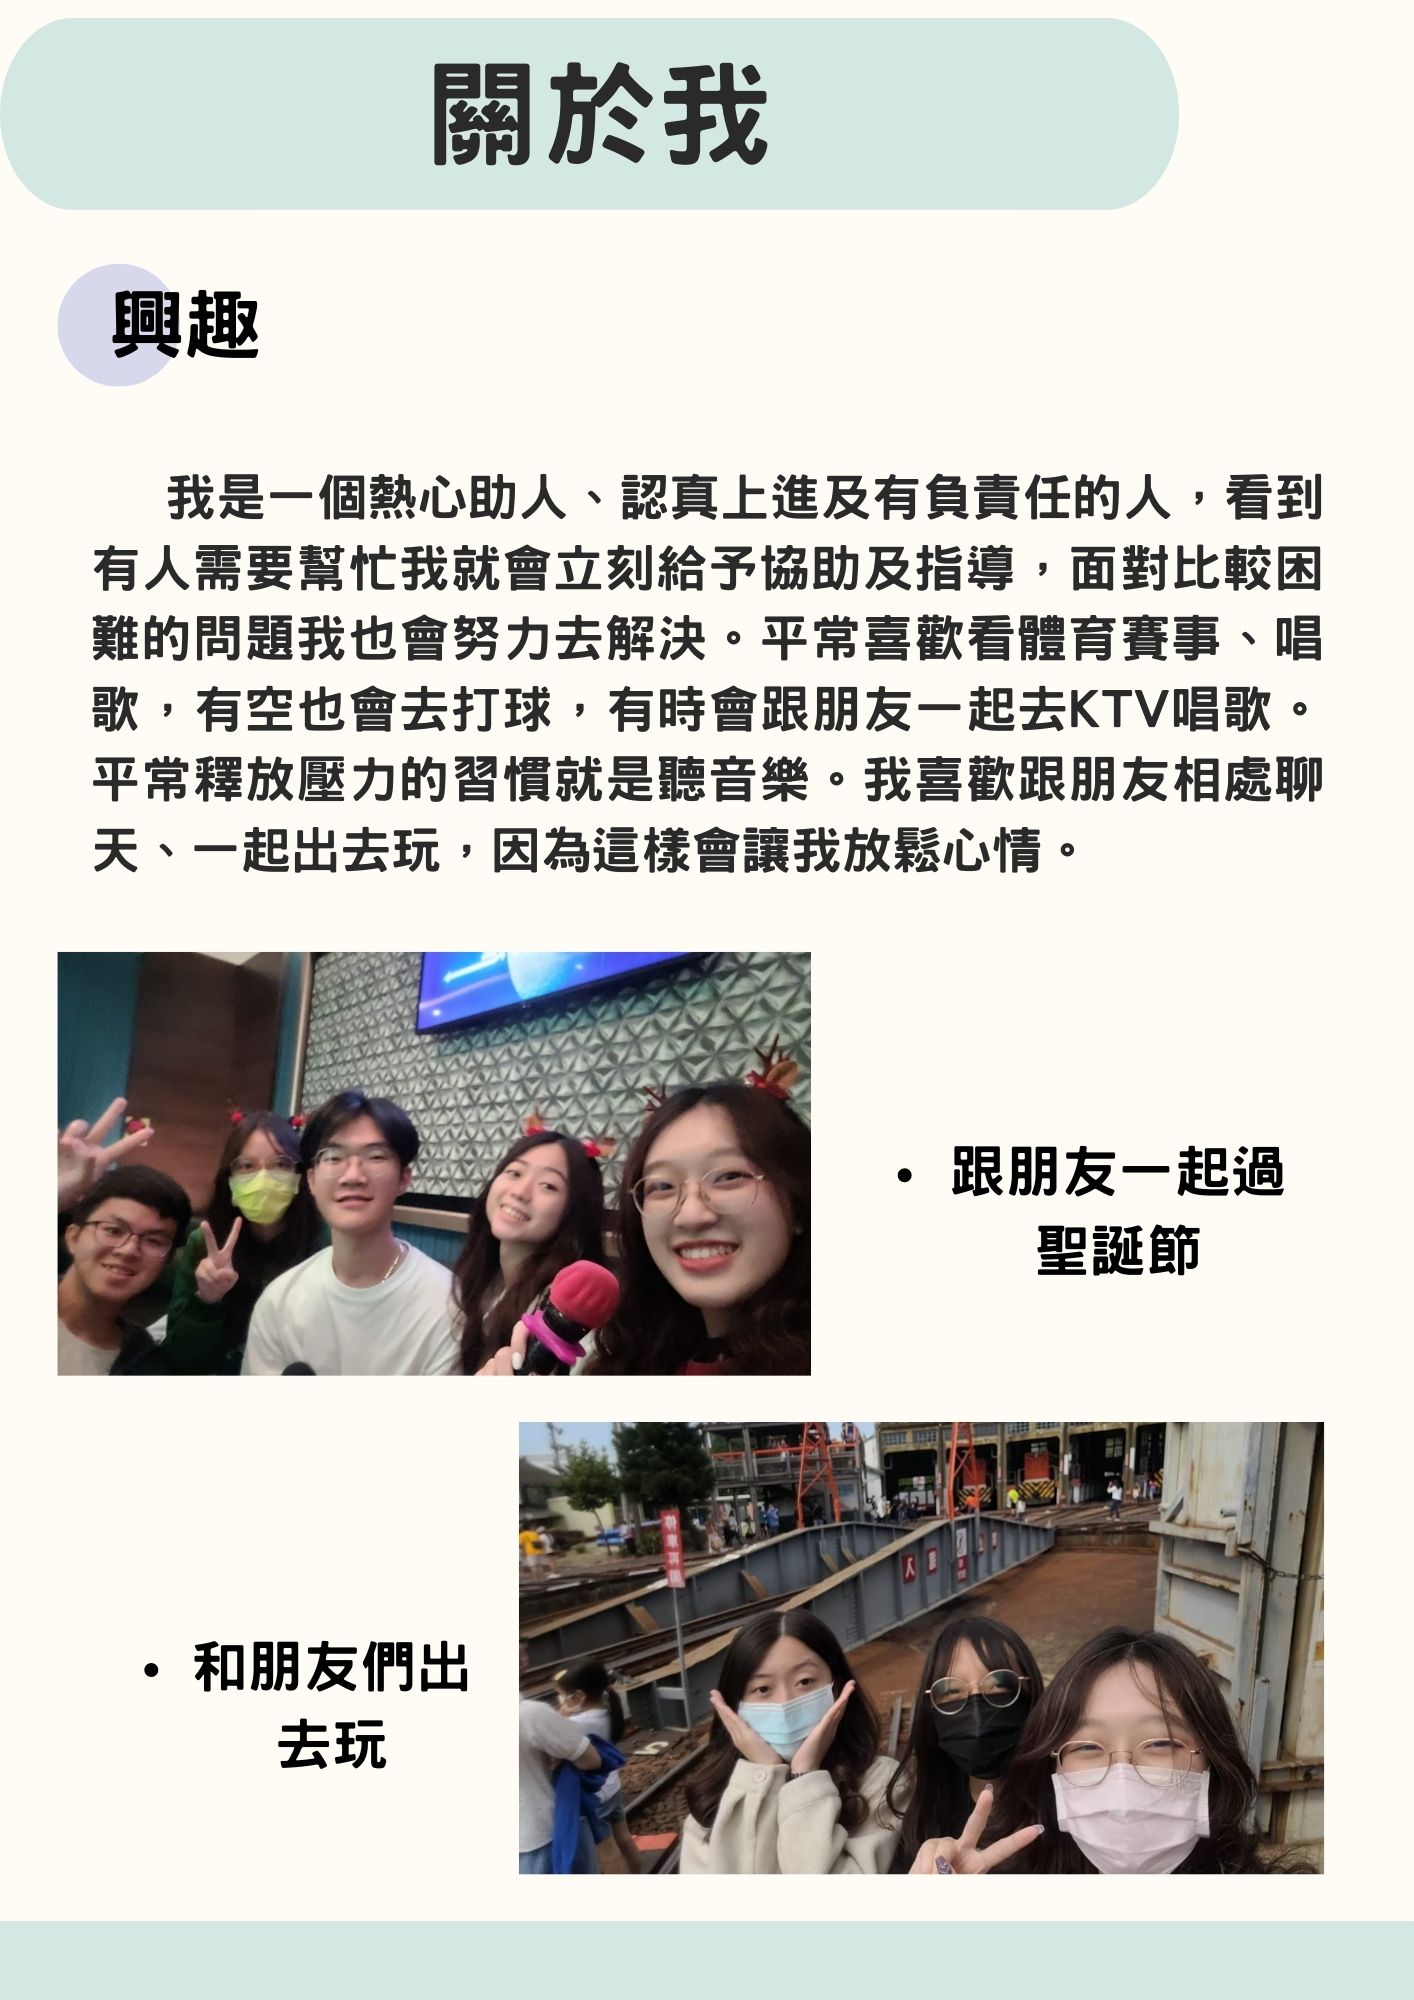 關於我
興趣
我是一個熱心助人、認真上進及有負責任的人，看到
有人需要幫忙我就會立刻給予協助及指導，面對比較困
難的問題我也會努力去解決。平常喜歡看體育賽事、唱
歌，有空也會去打球，有時會跟朋友一起去KTV唱歌。
平常釋放壓力的習慣就是聽音樂。我喜歡跟朋友相處聊
天、一起出去玩，因為這樣會讓我放鬆心情。
• 跟朋友一起過
聖誕節
• 和朋友們出
去玩